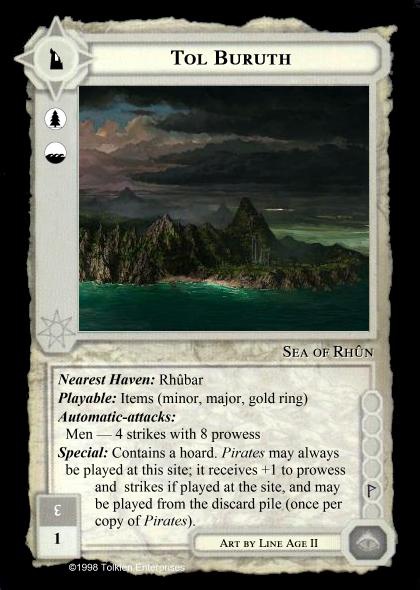 Tol Buruth
Sea of Rhûn
Nearest Haven: Rhûbar
Playable: Items (minor, major, gold ring)
Automatic-attacks:
Men — 4 strikes with 8 prowess
Special: Contains a hoard. Pirates may always
be played at this site; it receives +1 to prowess
and strikes if played at the site, and may
be played from the discard pile (once per
copy of Pirates).
ε
1
Art by Line Age II
©1998 Tolkien Enterprises